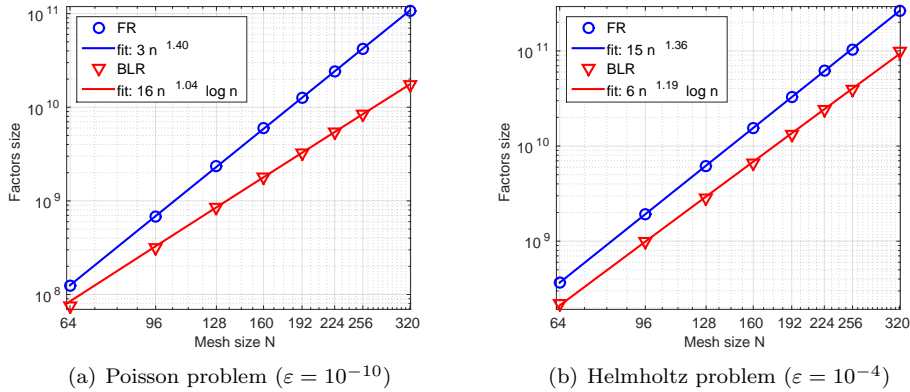 10^11
10^10
10^9
10^8
Factors size
FR
fit: 3 n ^1.40
BLR
fit: 16 n ^1.04 log n
64 96 128 160 192 224 256 320
Mesh size N
(a) Poisson problem (ε = 10^−10)
10^11
10^10
10^9
Factors size
FR
fit: 15 n ^1.36
BLR
fit: 6 n ^1.19 log n
64 96 128 160 192 224 256 320
Mesh size N
(b) Helmholtz problem (ε = 10^−4)